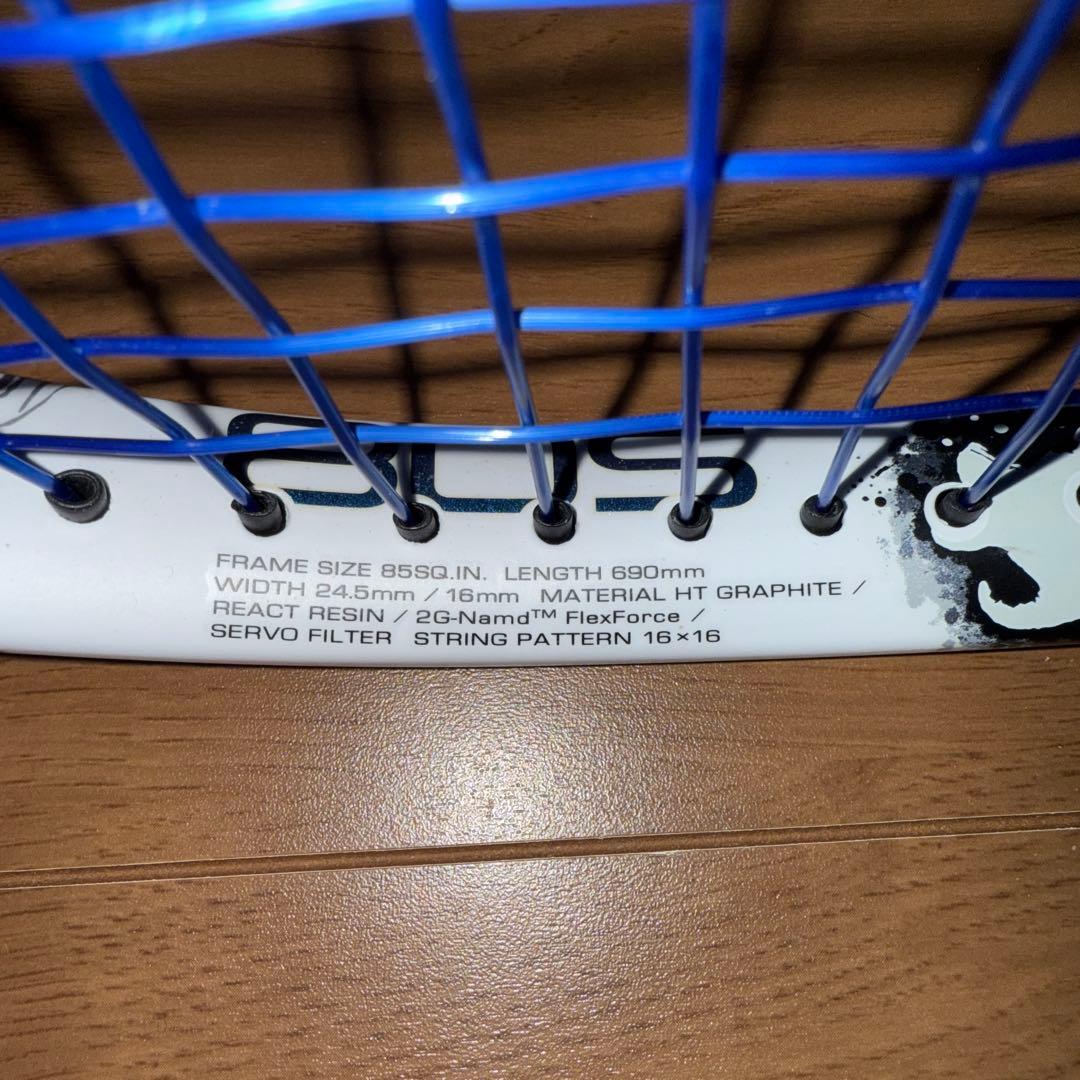 80S
FRAME SIZE 85SQ.IN. LENGTH 690mm
WIDTH 24.5mm / 16mm MATERIAL HT GRAPHITE /
REACT RESIN / 2G-Namd™ FlexForce /
SERVO FILTER STRING PATTERN 16×16